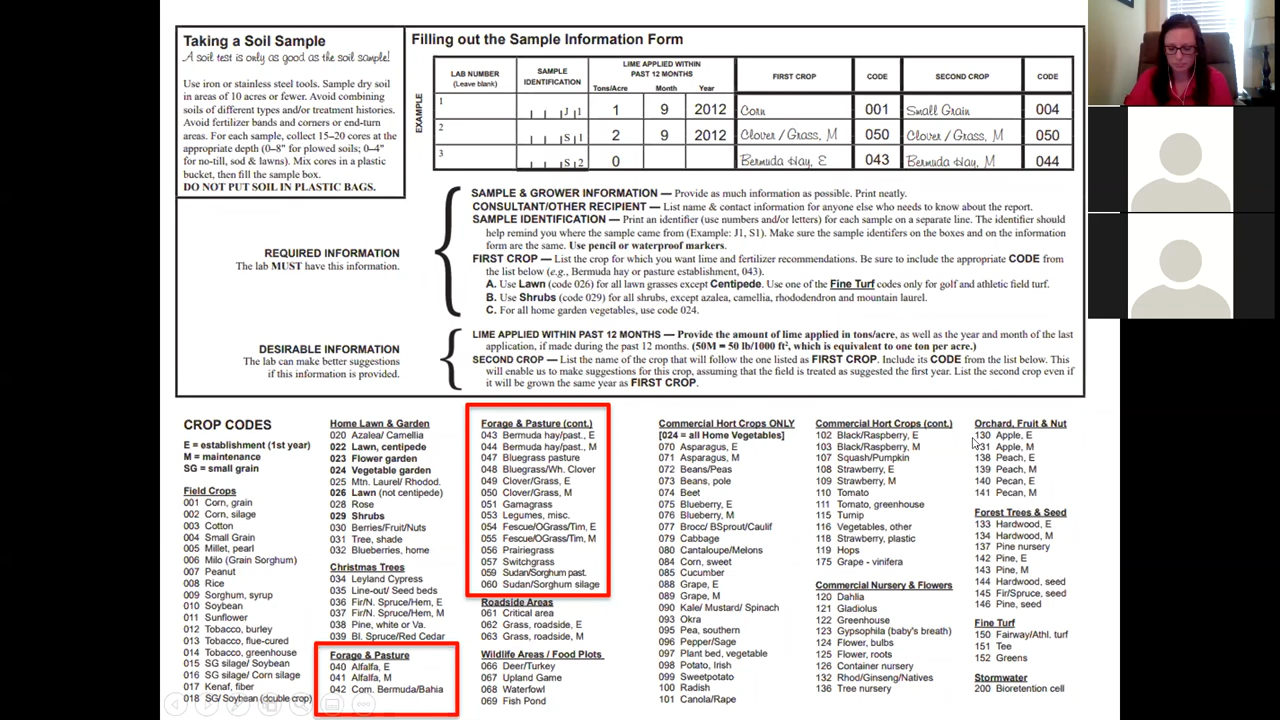 Taking a Soil Sample
A soil test is only as good as the soil sample!
Use iron or stainless steel tools. Sample dry soil
in areas of 10 acres or fewer. Avoid combining
soils of different types and/or treatment histories.
Avoid fertilizer bands and corners or end-turn
areas. For each sample, collect 15–20 cores at the
appropriate depth (0–8" for plowed soils; 0–4"
for no-till, sod & lawns). Mix cores in a plastic
bucket, then fill the sample box.
DO NOT PUT SOIL IN PLASTIC BAGS.
Filling out the Sample Information Form
EXAMPLE
LAB NUMBER (Leave blank) SAMPLE IDENTIFICATION LIME APPLIED WITHIN PAST 12 MONTHS Tons/Acre Month Year FIRST CROP CODE SECOND CROP CODE
1 J 1 1 9 2012 Corn 001 Small Grain 004
2 S 1 2 9 2012 Clover / Grass, M 050 Clover / Grass, M 050
3 S 2 0 Bermuda Hay, E 043 Bermuda Hay, M 044
REQUIRED INFORMATION
The lab MUST have this information.
SAMPLE & GROWER INFORMATION — Provide as much information as possible. Print neatly.
CONSULTANT/OTHER RECIPIENT — List name & contact information for anyone else who needs to know about the report.
SAMPLE IDENTIFICATION — Print an identifier (use numbers and/or letters) for each sample on a separate line. The identifier should
help remind you where the sample came from (Example: J1, S1). Make sure the sample identifers on the boxes and on the information
form are the same. Use pencil or waterproof markers.
FIRST CROP — List the crop for which you want lime and fertilizer recommendations. Be sure to include the appropriate CODE from
the list below (e.g., Bermuda hay or pasture establishment, 043).
A. Use Lawn (code 026) for all lawn grasses except Centipede. Use one of the Fine Turf codes only for golf and athletic field turf.
B. Use Shrubs (code 029) for all shrubs, except azalea, camellia, rhododendron and mountain laurel.
C. For all home garden vegetables, use code 024.
DESIRABLE INFORMATION
The lab can make better suggestions
if this information is provided.
LIME APPLIED WITHIN PAST 12 MONTHS — Provide the amount of lime applied in tons/acre, as well as the year and month of the last
application, if made during the past 12 months. (50M = 50 lb/1000 ft², which is equivalent to one ton per acre.)
SECOND CROP — List the name of the crop that will follow the one listed as FIRST CROP. Include its CODE from the list below. This
will enable us to make suggestions for this crop, assuming that the field is treated as suggested the first year. List the second crop even if
it will be grown the same year as FIRST CROP.
CROP CODES
E = establishment (1st year)
M = maintenance
SG = small grain
Field Crops
001 Corn, grain
002 Corn, silage
003 Cotton
004 Small Grain
005 Millet, pearl
006 Milo (Grain Sorghum)
007 Peanut
008 Rice
009 Sorghum, syrup
010 Soybean
011 Sunflower
012 Tobacco, burley
013 Tobacco, flue-cured
014 Tobacco, greenhouse
015 SG silage/ Soybean
016 SG silage/ Corn silage
017 Kenaf, fiber
018 SG/ Soybean (double crop)
Home Lawn & Garden
020 Azalea/ Camellia
022 Lawn, centipede
023 Flower garden
024 Vegetable garden
025 Mtn. Laurel/ Rhodod.
026 Lawn (not centipede)
028 Rose
029 Shrubs
030 Berries/Fruit/Nuts
031 Tree, shade
032 Blueberries, home
Christmas Trees
034 Leyland Cypress
035 Line-out/ Seed beds
036 Fir/N. Spruce/Hem, E
037 Fir/N. Spruce/Hem, M
038 Pine, white or Va.
039 Bl. Spruce/Red Cedar
Forage & Pasture
040 Alfalfa, E
041 Alfalfa, M
042 Com. Bermuda/Bahia
Forage & Pasture (cont.)
043 Bermuda hay/past., E
044 Bermuda hay/past., M
047 Bluegrass pasture
048 Bluegrass/Wh. Clover
049 Clover/Grass, E
050 Clover/Grass, M
051 Gamagrass
053 Legumes, misc.
054 Fescue/OGrass/Tim, E
055 Fescue/OGrass/Tim, M
056 Prairiegrass
057 Switchgrass
059 Sudan/Sorghum past.
060 Sudan/Sorghum silage
Roadside Areas
061 Critical area
062 Grass, roadside, E
063 Grass, roadside, M
Wildlife Areas / Food Plots
066 Deer/Turkey
067 Upland Game
068 Waterfowl
069 Fish Pond
Commercial Hort Crops ONLY
[024 = all Home Vegetables]
070 Asparagus, E
071 Asparagus, M
072 Beans/Peas
073 Beans, pole
074 Beet
075 Blueberry, E
076 Blueberry, M
077 Brocc/ BSprout/Caulif
079 Cabbage
080 Cantaloupe/Melons
084 Corn, sweet
085 Cucumber
088 Grape, E
089 Grape, M
090 Kale/ Mustard/ Spinach
093 Okra
095 Pea, southern
096 Pepper/Sage
097 Plant bed, vegetable
098 Potato, Irish
099 Sweetpotato
100 Radish
101 Canola/Rape
Commercial Hort Crops (cont.)
102 Black/Raspberry, E
103 Black/Raspberry, M
107 Squash/Pumpkin
108 Strawberry, E
109 Strawberry, M
110 Tomato
111 Tomato, greenhouse
115 Turnip
116 Vegetables, other
118 Strawberry, plastic
119 Hops
175 Grape - vinifera
Commercial Nursery & Flowers
120 Dahlia
121 Gladiolus
122 Greenhouse
123 Gypsophila (baby's breath)
124 Flower, bulbs
125 Flower, roots
126 Container nursery
132 Rhod/Ginseng/Natives
136 Tree nursery
Orchard, Fruit & Nut
130 Apple, E
131 Apple, M
138 Peach, E
139 Peach, M
140 Pecan, E
141 Pecan, M
Forest Trees & Seed
133 Hardwood, E
134 Hardwood, M
137 Pine nursery
142 Pine, E
143 Pine, M
144 Hardwood, seed
145 Fir/Spruce, seed
146 Pine, seed
Fine Turf
150 Fairway/Athl. turf
151 Tee
152 Greens
Stormwater
200 Bioretention cell